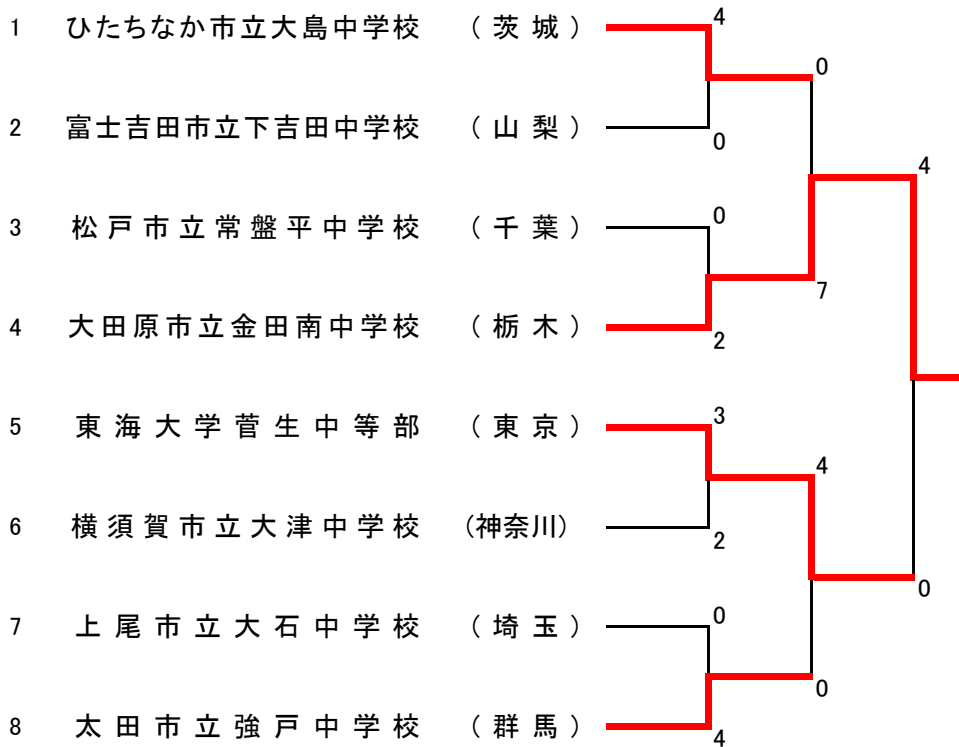 1 ひたちなか市立大島中学校 (茨城) 4
0
2 富士吉田市立下吉田中学校 (山梨) 0
4
3 松戸市立常盤平中学校 (千葉) 0
7
4 大田原市立金田南中学校 (栃木) 2
5 東海大学菅生中等部 (東京) 3
4
6 横須賀市立大津中学校 (神奈川) 2
0
7 上尾市立大石中学校 (埼玉) 0
0
8 太田市立強戸中学校 (群馬) 4